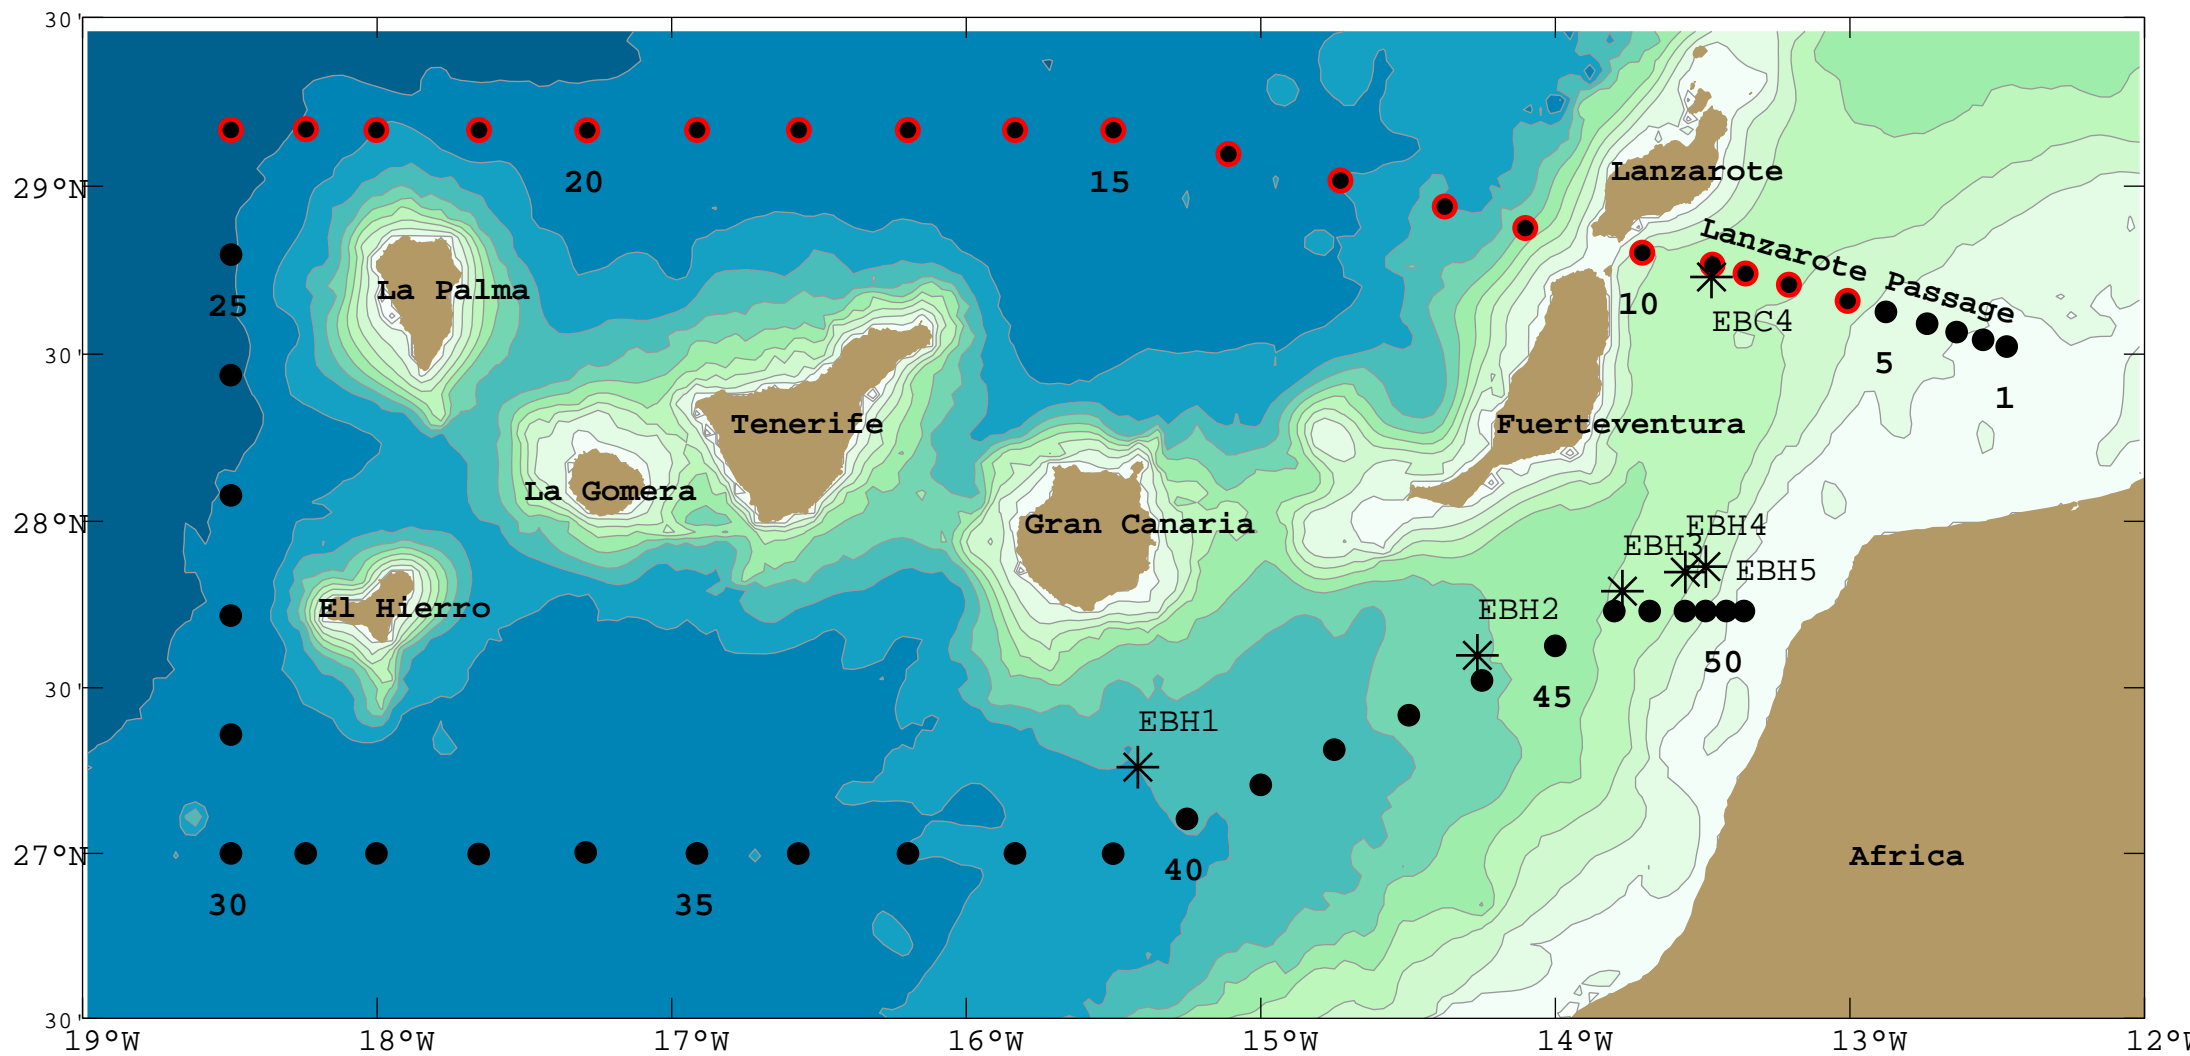 30'
20
15
Lanzarote
29°N
Lanzarote Passage
La Palma
25
10
EBC4
30'
5
1
Tenerife
Fuerteventura
La Gomera
28°N
Gran Canaria
EBH4
EBH3
EBH5
El Hierro
EBH2
50
30'
45
EBH1
27°N
40
Africa
30
35
30'
19°W
18°W
17°W
16°W
15°W
14°W
13°W
12°W